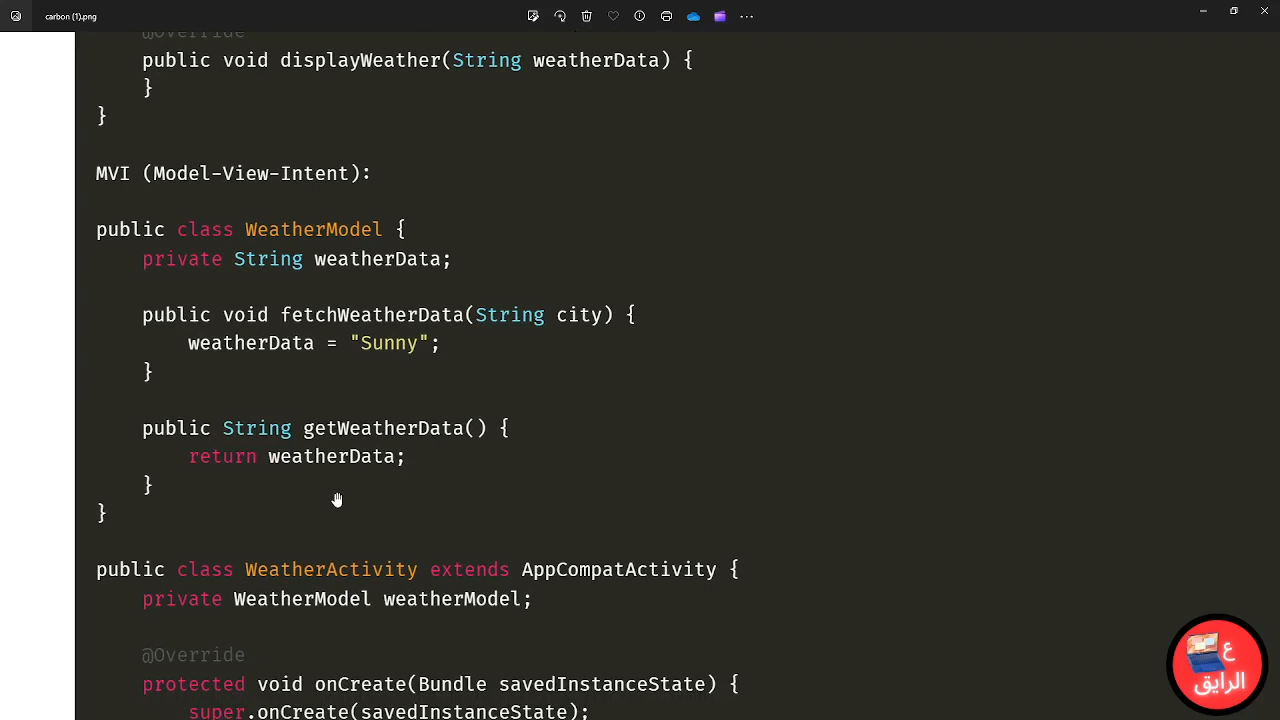 carbon (1).png
@Override
public void displayWeather(String weatherData) {
}
}
MVI (Model-View-Intent):
public class WeatherModel {
private String weatherData;
public void fetchWeatherData(String city) {
weatherData = "Sunny";
}
public String getWeatherData() {
return weatherData;
}
}
public class WeatherActivity extends AppCompatActivity {
private WeatherModel weatherModel;
@Override
protected void onCreate(Bundle savedInstanceState) {
super.onCreate(savedInstanceState);
ع
الرايق